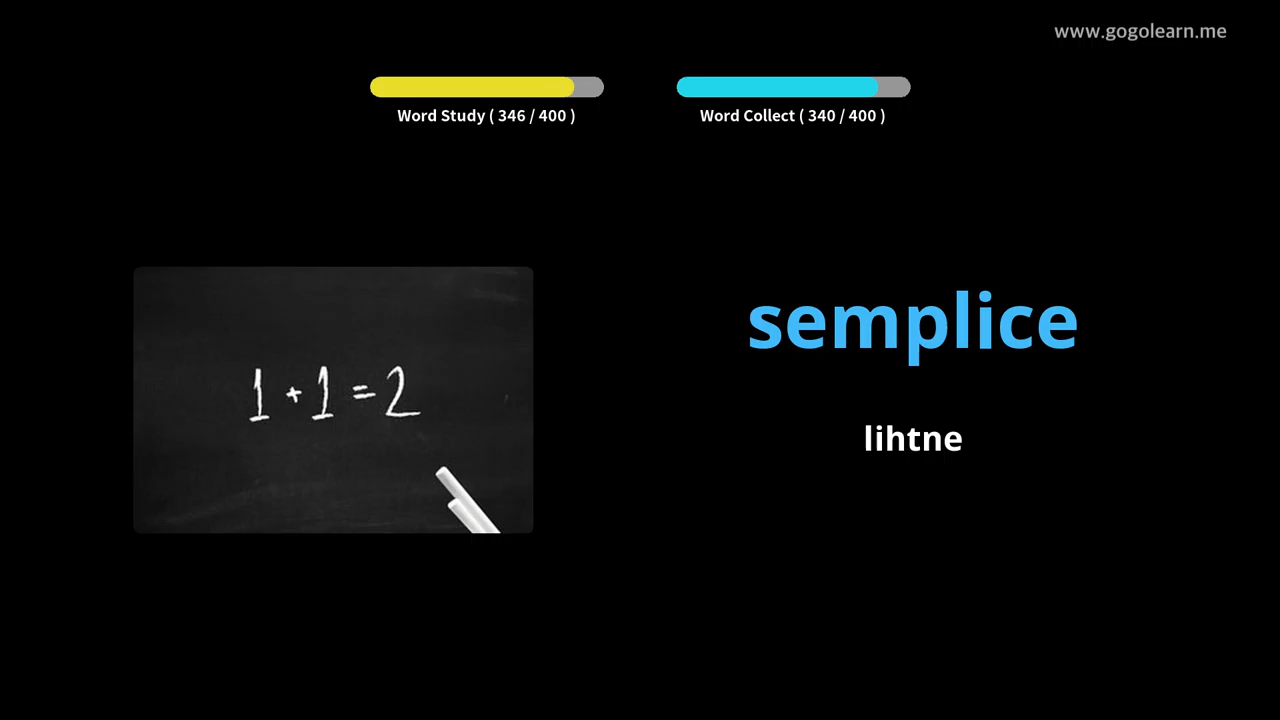 www.gogolearn.me
Word Study ( 346 / 400 )
Word Collect ( 340 / 400 )
1 + 1 = 2
semplice
lihtne